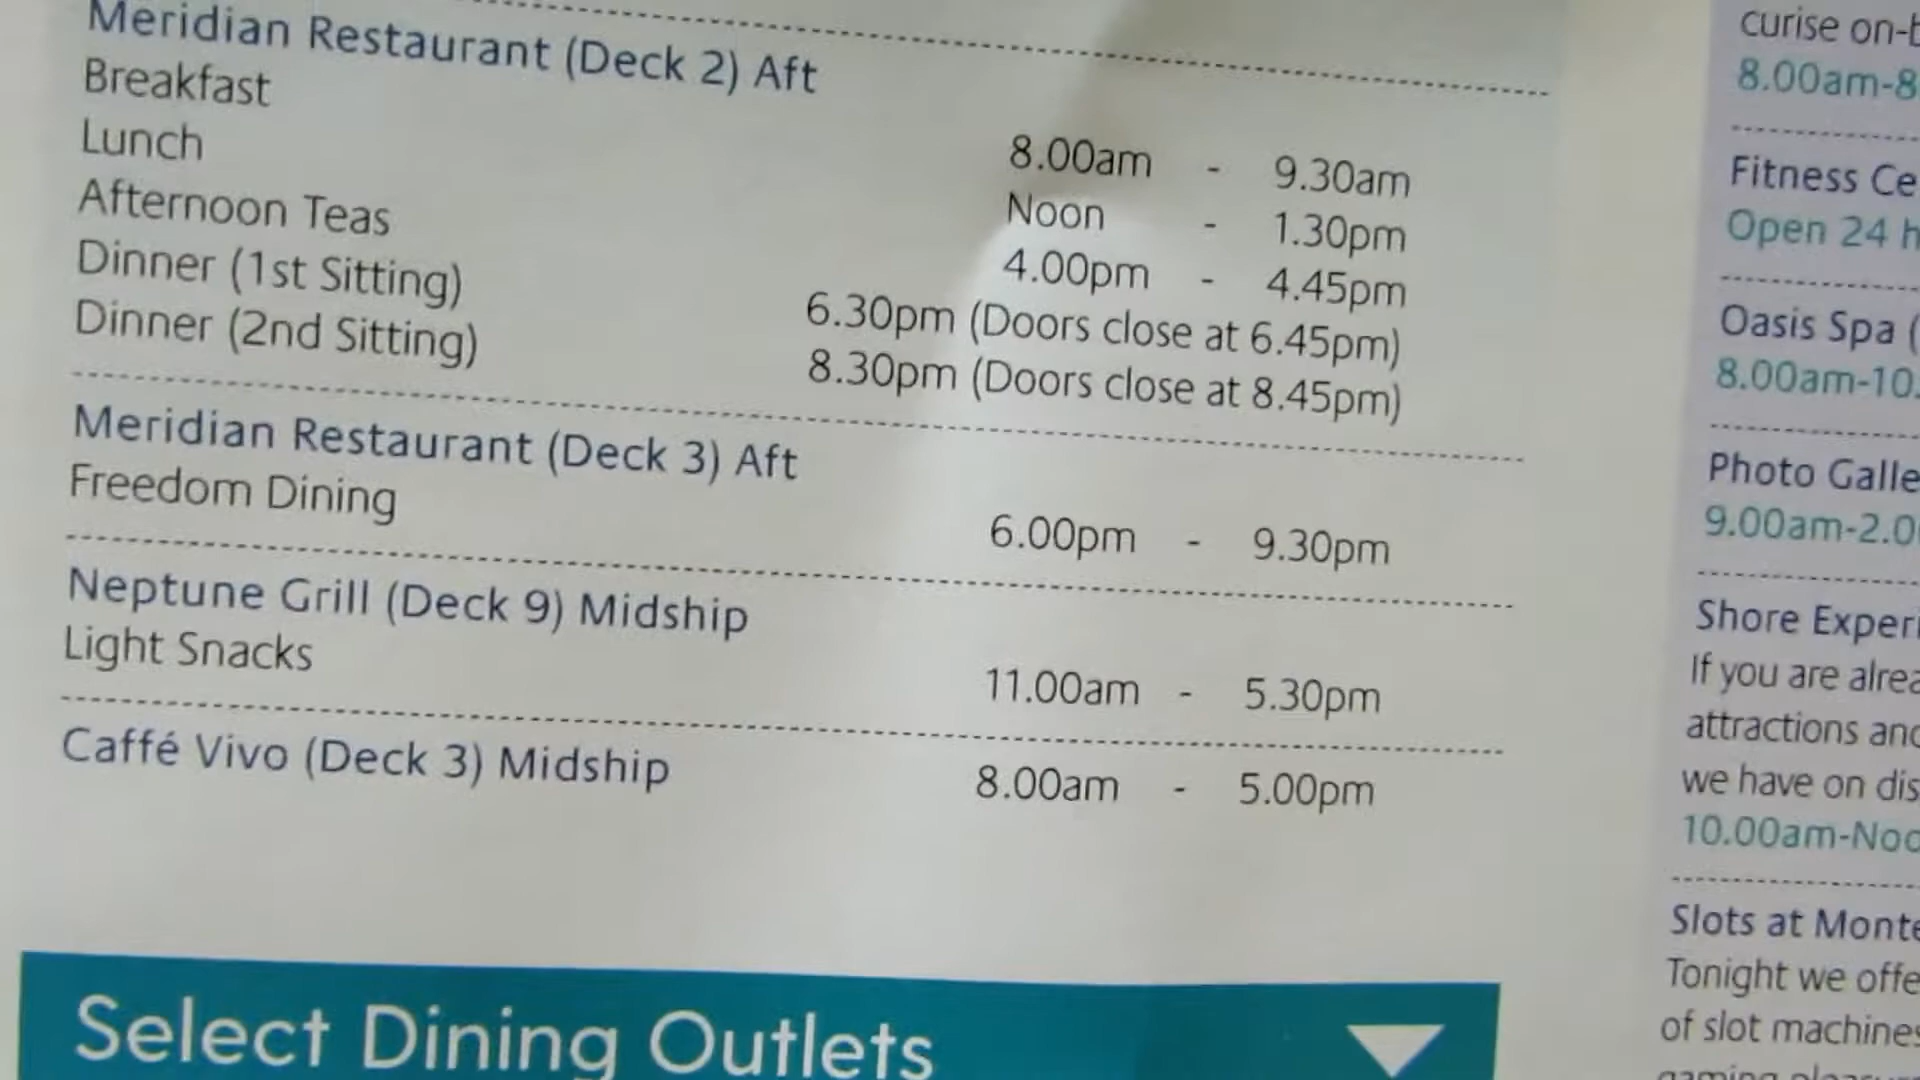 Meridian Restaurant (Deck 2) Aft
Breakfast 8.00am - 9.30am
Lunch Noon - 1.30pm
Afternoon Teas 4.00pm - 4.45pm
Dinner (1st Sitting) 6.30pm (Doors close at 6.45pm)
Dinner (2nd Sitting) 8.30pm (Doors close at 8.45pm)
Meridian Restaurant (Deck 3) Aft
Freedom Dining 6.00pm - 9.30pm
Neptune Grill (Deck 9) Midship
Light Snacks 11.00am - 5.30pm
Caffé Vivo (Deck 3) Midship 8.00am - 5.00pm
Select Dining Outlets
curise on-b
8.00am-8
Fitness Ce
Open 24 h
Oasis Spa (
8.00am-10.
Photo Galle
9.00am-2.0
Shore Experi
If you are alrea
attractions and
we have on dis
10.00am-Noo
Slots at Monte
Tonight we offe
of slot machines